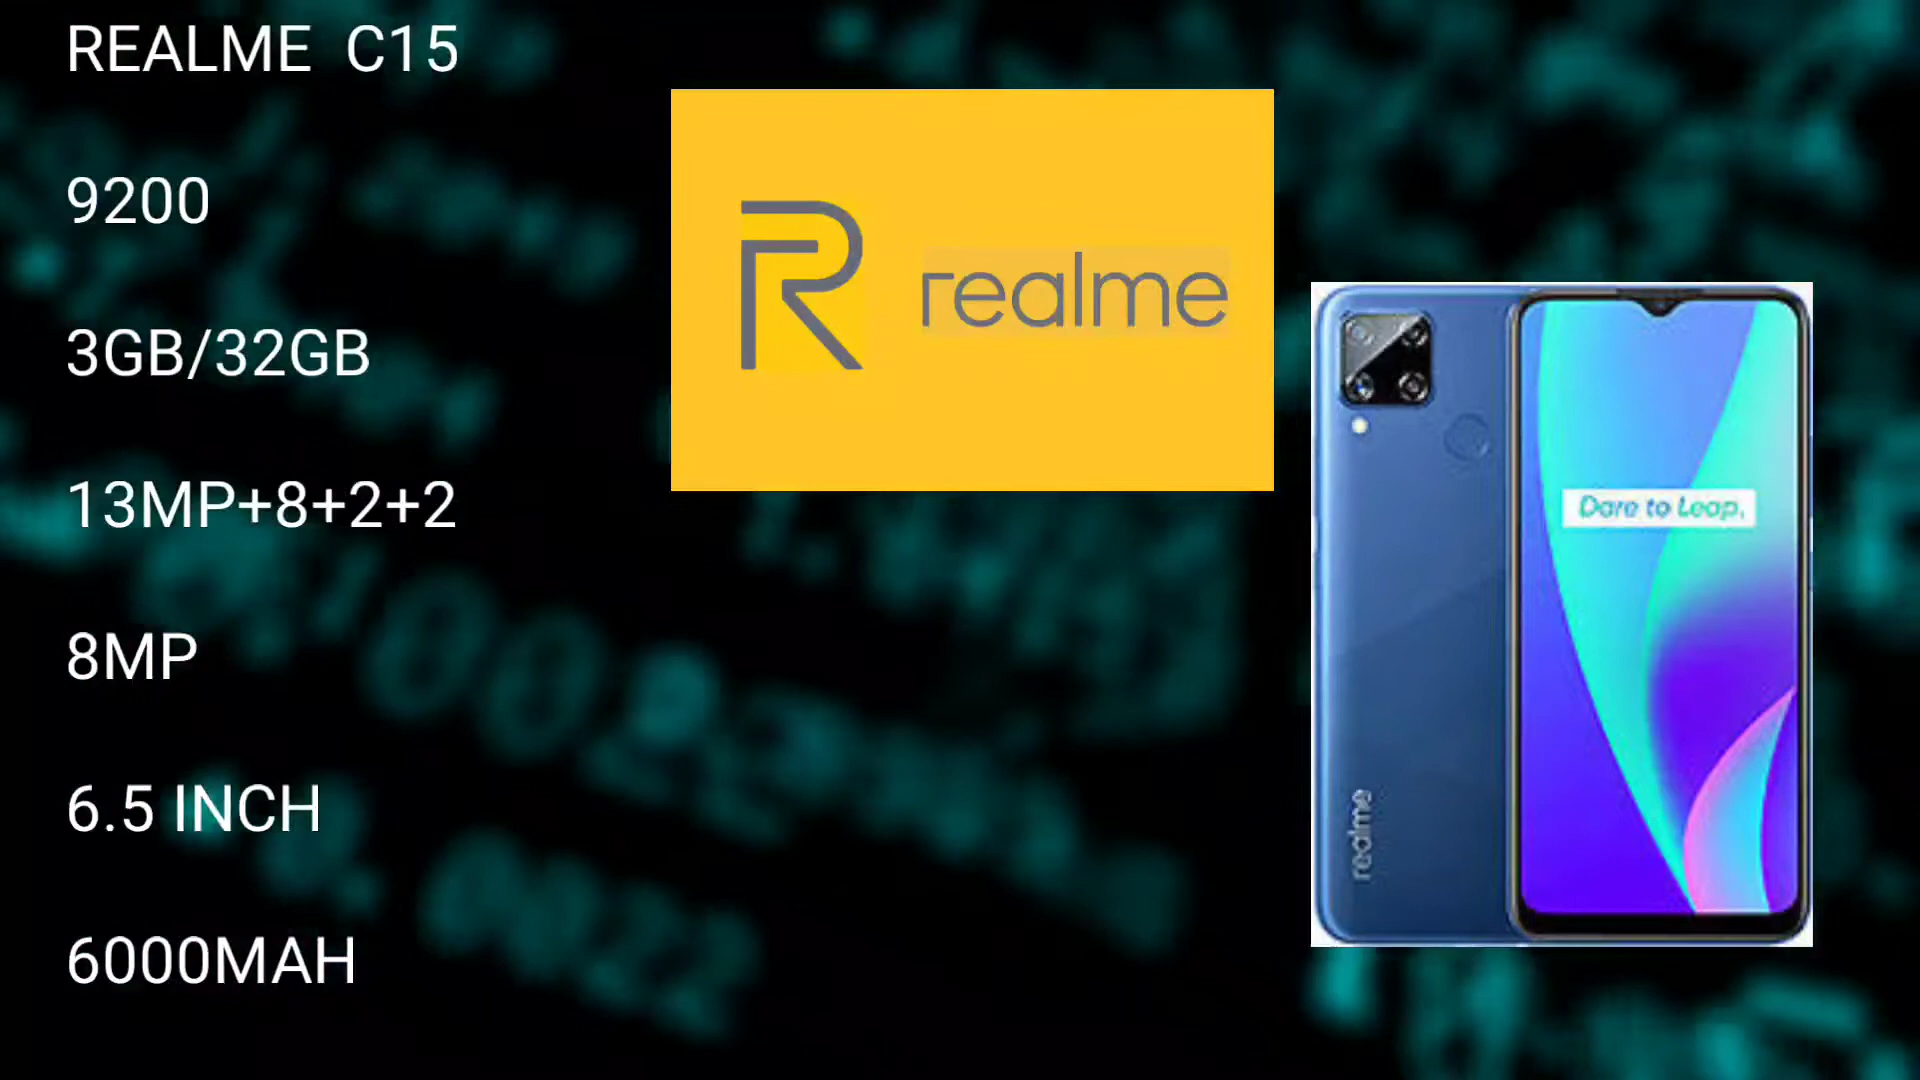 REALME C15
9200
3GB/32GB
13MP+8+2+2
8MP
6.5 INCH
6000MAH
realme
Dare to Leap.
realme